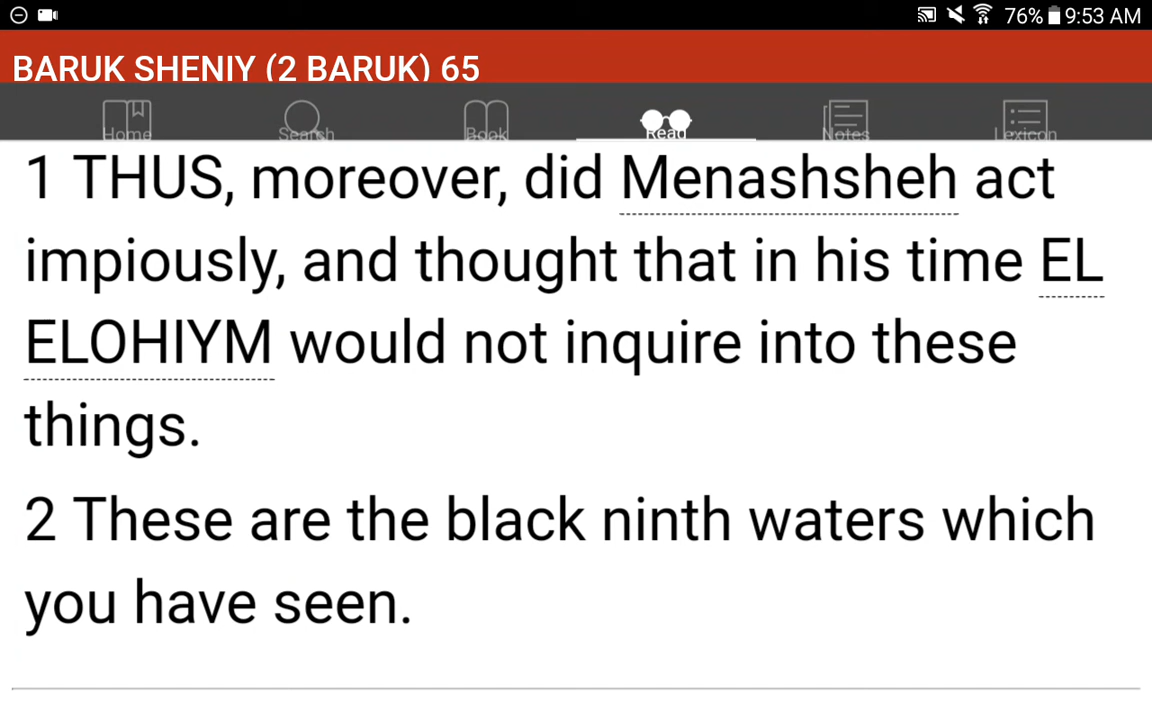 76% 9:53 AM
BARUK SHENIY (2 BARUK) 65
Home Search Book Read Notes Lexicon
1 THUS, moreover, did Menashsheh act
impiously, and thought that in his time EL
ELOHIYM would not inquire into these
things.
2 These are the black ninth waters which
you have seen.